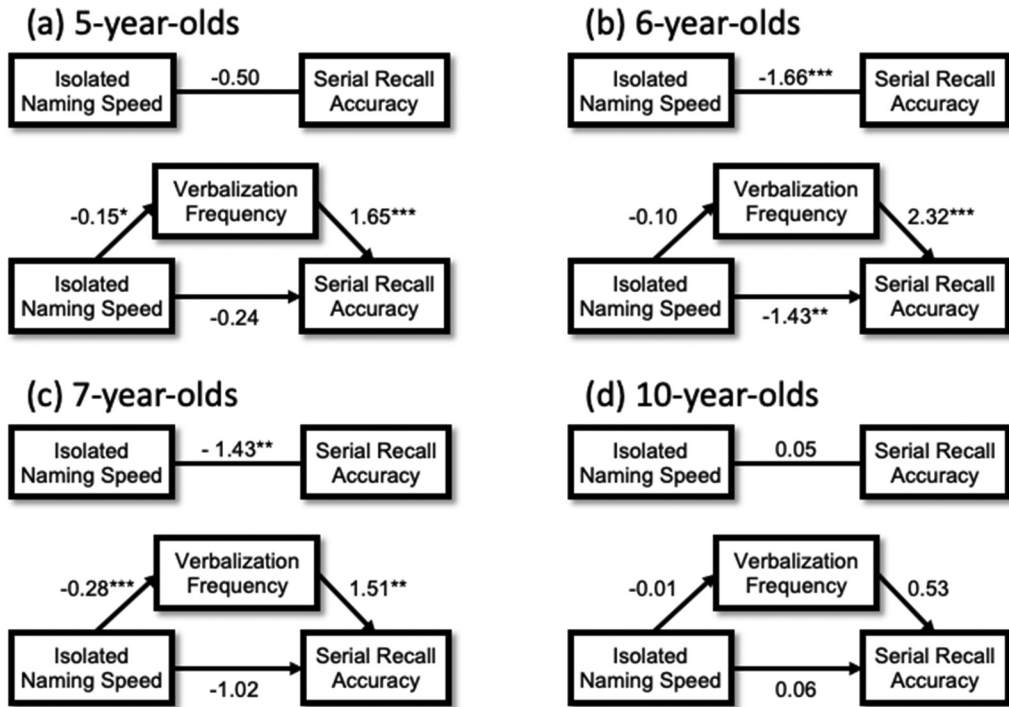 (a) 5-year-olds
Isolated
Naming Speed
-0.50
Serial Recall
Accuracy
Verbalization
Frequency
-0.15*
1.65***
Isolated
Naming Speed
-0.24
Serial Recall
Accuracy
(b) 6-year-olds
Isolated
Naming Speed
-1.66***
Serial Recall
Accuracy
Verbalization
Frequency
-0.10
2.32***
Isolated
Naming Speed
-1.43**
Serial Recall
Accuracy
(c) 7-year-olds
Isolated
Naming Speed
- 1.43**
Serial Recall
Accuracy
Verbalization
Frequency
-0.28***
1.51**
Isolated
Naming Speed
-1.02
Serial Recall
Accuracy
(d) 10-year-olds
Isolated
Naming Speed
0.05
Serial Recall
Accuracy
Verbalization
Frequency
-0.01
0.53
Isolated
Naming Speed
0.06
Serial Recall
Accuracy